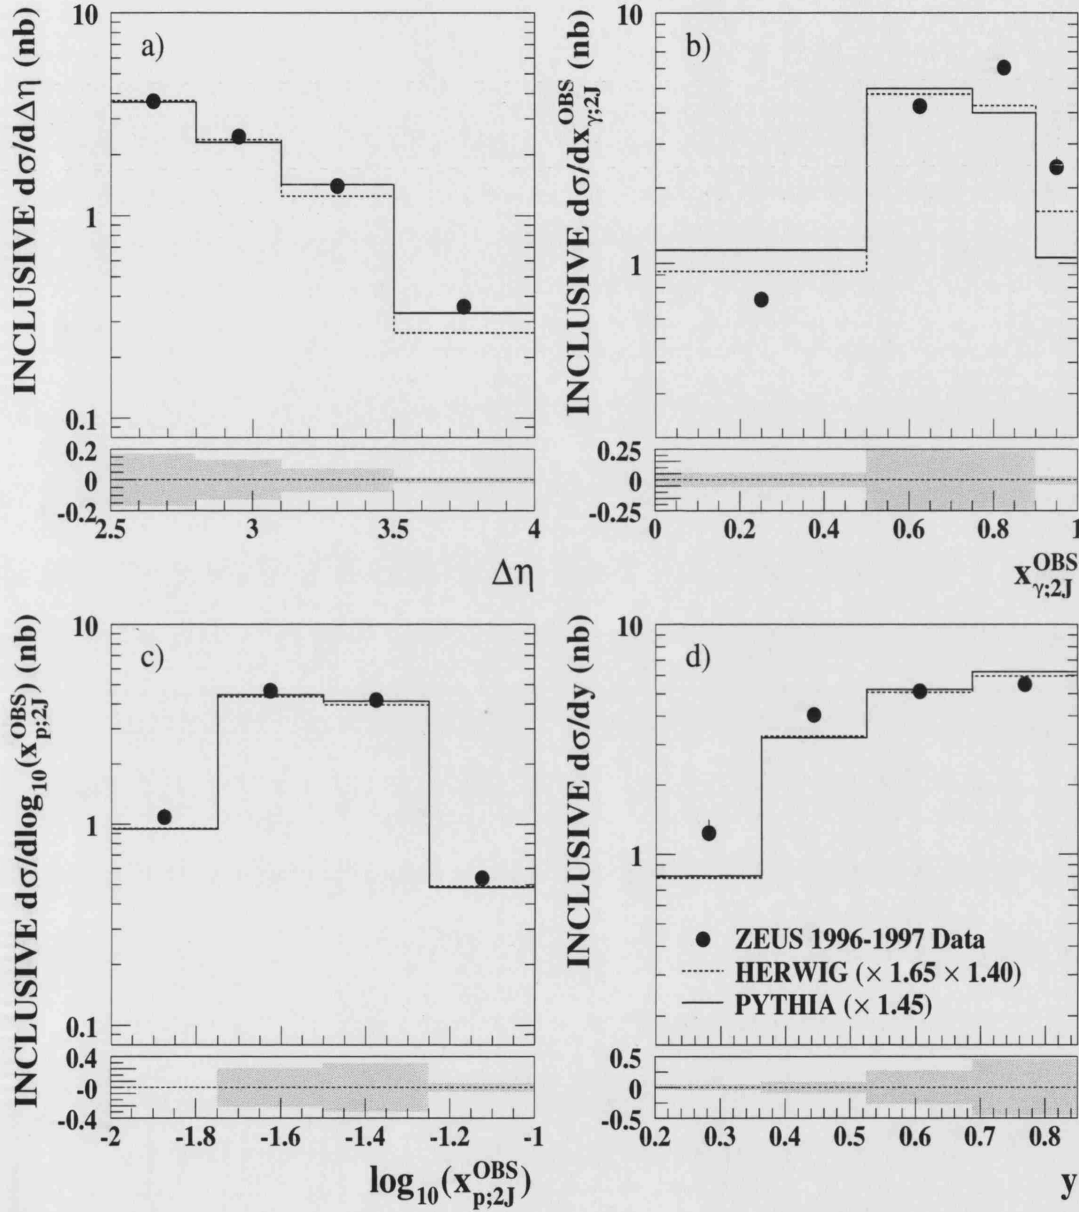 INCLUSIVE dσ/dΔη (nb)
10
1
0.1
a)
0.2
0
-0.2
2.5 3 3.5 4
Δη
INCLUSIVE dσ/dx^OBS_γ;2J (nb)
10
1
b)
0.25
0
-0.25
0 0.2 0.4 0.6 0.8 1
x^OBS_γ;2J
INCLUSIVE dσ/dlog10(x^OBS_p;2J) (nb)
10
1
0.1
c)
0.4
-0
-0.4
-2 -1.8 -1.6 -1.4 -1.2 -1
log10(x^OBS_p;2J)
INCLUSIVE dσ/dy (nb)
10
1
d)
ZEUS 1996-1997 Data
HERWIG (× 1.65 × 1.40)
PYTHIA (× 1.45)
0.5
0
-0.5
0.2 0.3 0.4 0.5 0.6 0.7 0.8
y